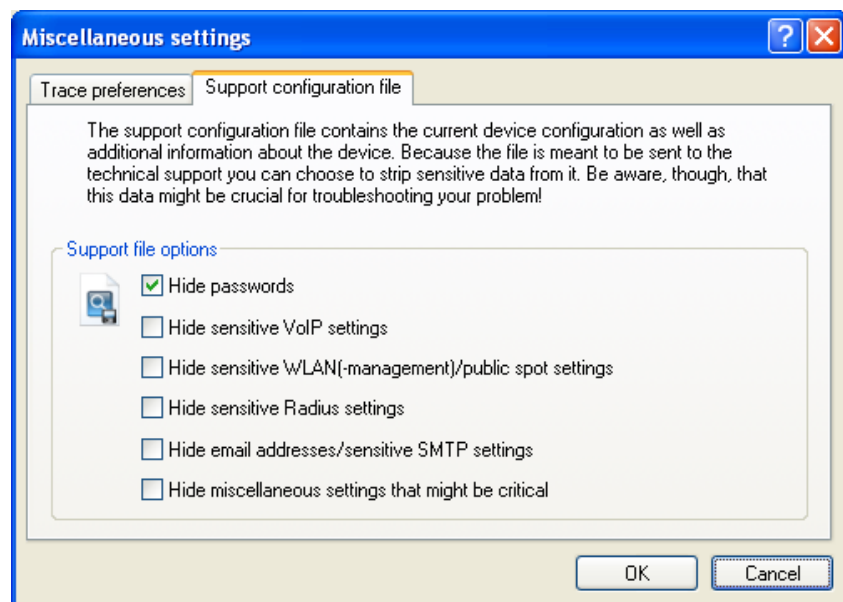 Miscellaneous settings
Trace preferences
Support configuration file
The support configuration file contains the current device configuration as well as
additional information about the device. Because the file is meant to be sent to the
technical support you can choose to strip sensitive data from it. Be aware, though, that
this data might be crucial for troubleshooting your problem!
Support file options
Hide passwords
Hide sensitive VoIP settings
Hide sensitive WLAN(-management)/public spot settings
Hide sensitive Radius settings
Hide email addresses/sensitive SMTP settings
Hide miscellaneous settings that might be critical
OK
Cancel